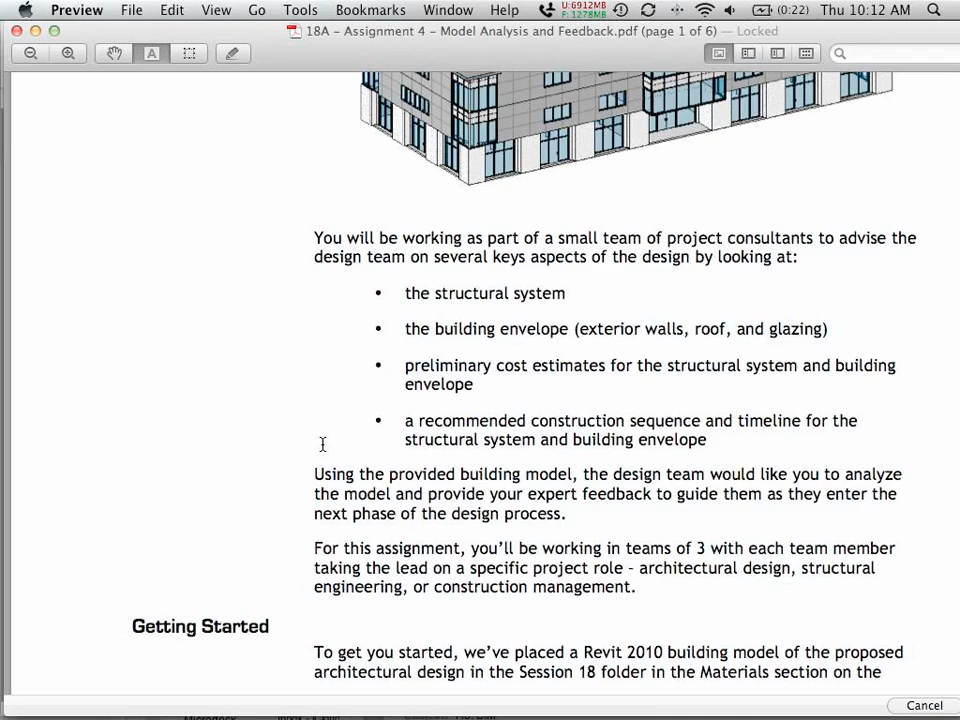 Preview File Edit View Go Tools Bookmarks Window Help U:6912MB F:1278MB (0:22) Thu 10:12 AM
18A – Assignment 4 – Model Analysis and Feedback.pdf (page 1 of 6) — Locked
You will be working as part of a small team of project consultants to advise the
design team on several keys aspects of the design by looking at:
• the structural system
• the building envelope (exterior walls, roof, and glazing)
• preliminary cost estimates for the structural system and building
envelope
• a recommended construction sequence and timeline for the
structural system and building envelope
Using the provided building model, the design team would like you to analyze
the model and provide your expert feedback to guide them as they enter the
next phase of the design process.
For this assignment, you’ll be working in teams of 3 with each team member
taking the lead on a specific project role – architectural design, structural
engineering, or construction management.
Getting Started
To get you started, we’ve placed a Revit 2010 building model of the proposed
architectural design in the Session 18 folder in the Materials section on the
Cancel